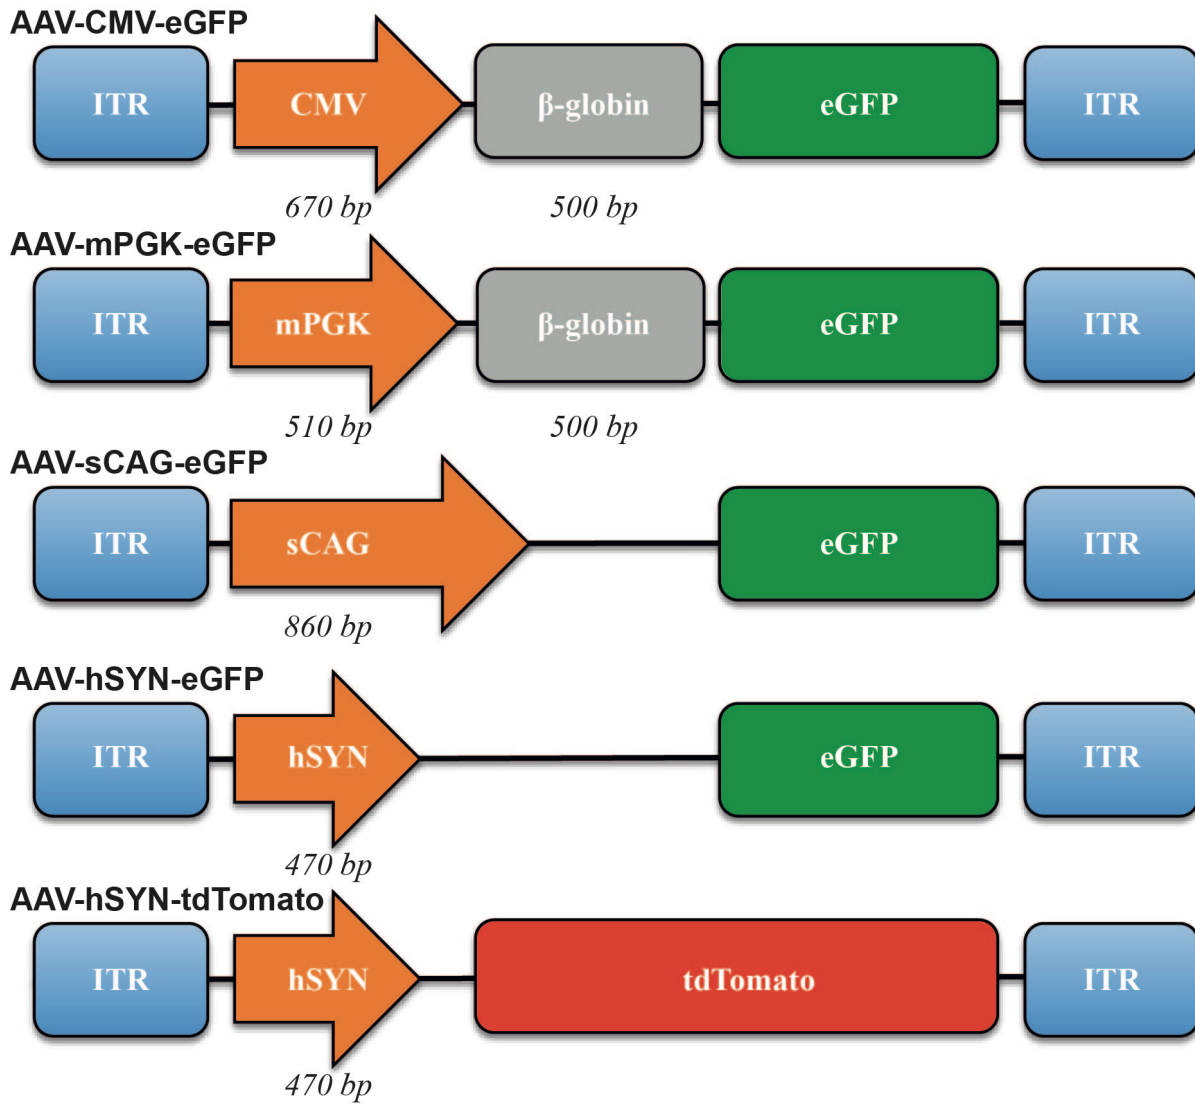 AAV-CMV-eGFP
ITR CMV β-globin eGFP ITR
670 bp 500 bp
AAV-mPGK-eGFP
ITR mPGK β-globin eGFP ITR
510 bp 500 bp
AAV-sCAG-eGFP
ITR sCAG eGFP ITR
860 bp
AAV-hSYN-eGFP
ITR hSYN eGFP ITR
470 bp
AAV-hSYN-tdTomato
ITR hSYN tdTomato ITR
470 bp